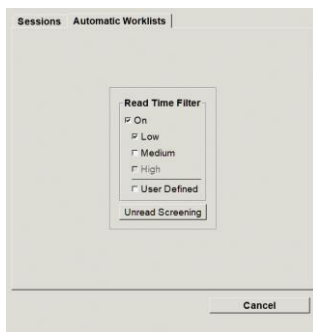 Sessions Automatic Worklists
Read Time Filter
On
Low
Medium
High
User Defined
Unread Screening
Cancel